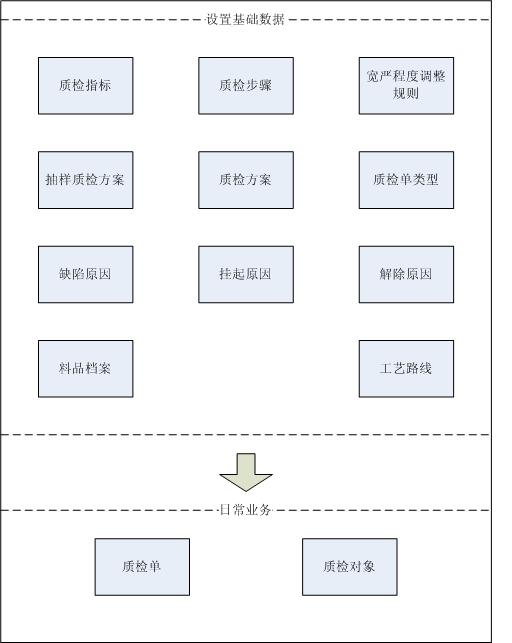 设置基础数据
质检指标
质检步骤
宽严程度调整
规则
抽样质检方案
质检方案
质检单类型
缺陷原因
挂起原因
解除原因
料品档案
工艺路线
日常业务
质检单
质检对象